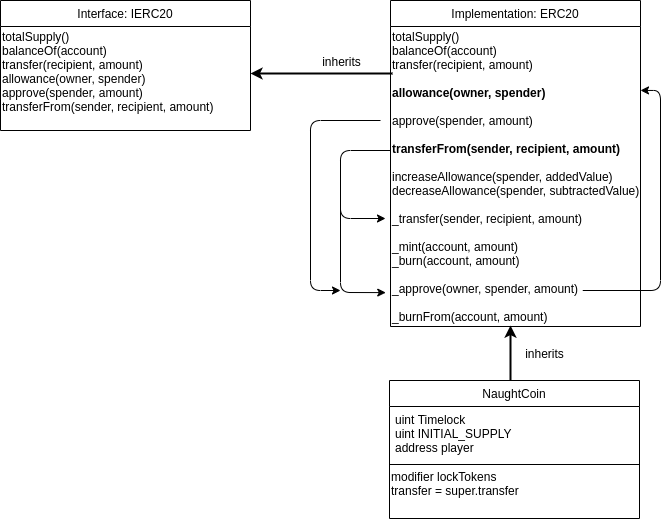 Interface: IERC20
totalSupply()
balanceOf(account)
transfer(recipient, amount)
allowance(owner, spender)
approve(spender, amount)
transferFrom(sender, recipient, amount)
inherits
Implementation: ERC20
totalSupply()
balanceOf(account)
transfer(recipient, amount)
allowance(owner, spender)
approve(spender, amount)
transferFrom(sender, recipient, amount)
increaseAllowance(spender, addedValue)
decreaseAllowance(spender, subtractedValue)
_transfer(sender, recipient, amount)
_mint(account, amount)
_burn(account, amount)
_approve(owner, spender, amount)
_burnFrom(account, amount)
inherits
NaughtCoin
uint Timelock
uint INITIAL_SUPPLY
address player
modifier lockTokens
transfer = super.transfer